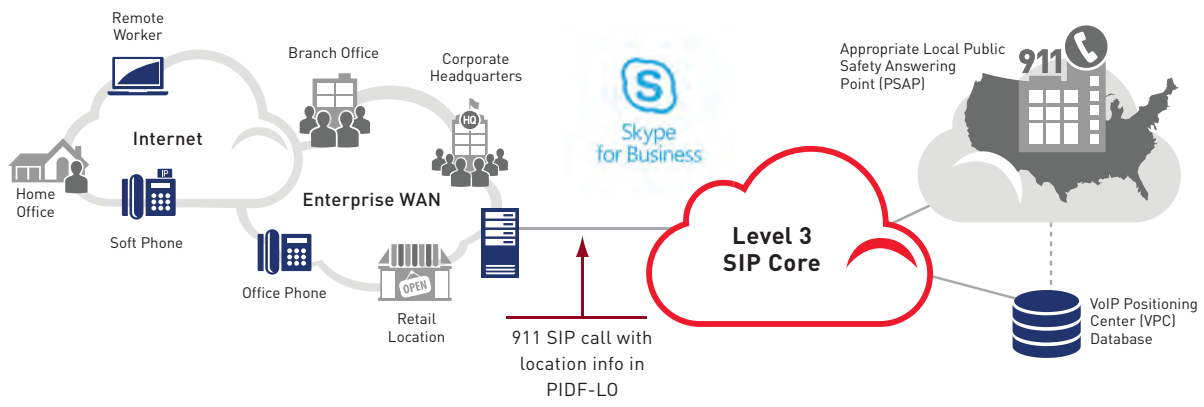 Remote
Worker
Internet
Home
Office
IP
Soft Phone
Branch Office
Corporate
Headquarters
HQ
Enterprise WAN
Office Phone
OPEN
Retail
Location
S
Skype
for Business
911 SIP call with
location info in
PIDF-LO
Level 3
SIP Core
Appropriate Local Public
Safety Answering
Point (PSAP)
911
VoIP Positioning
Center (VPC)
Database